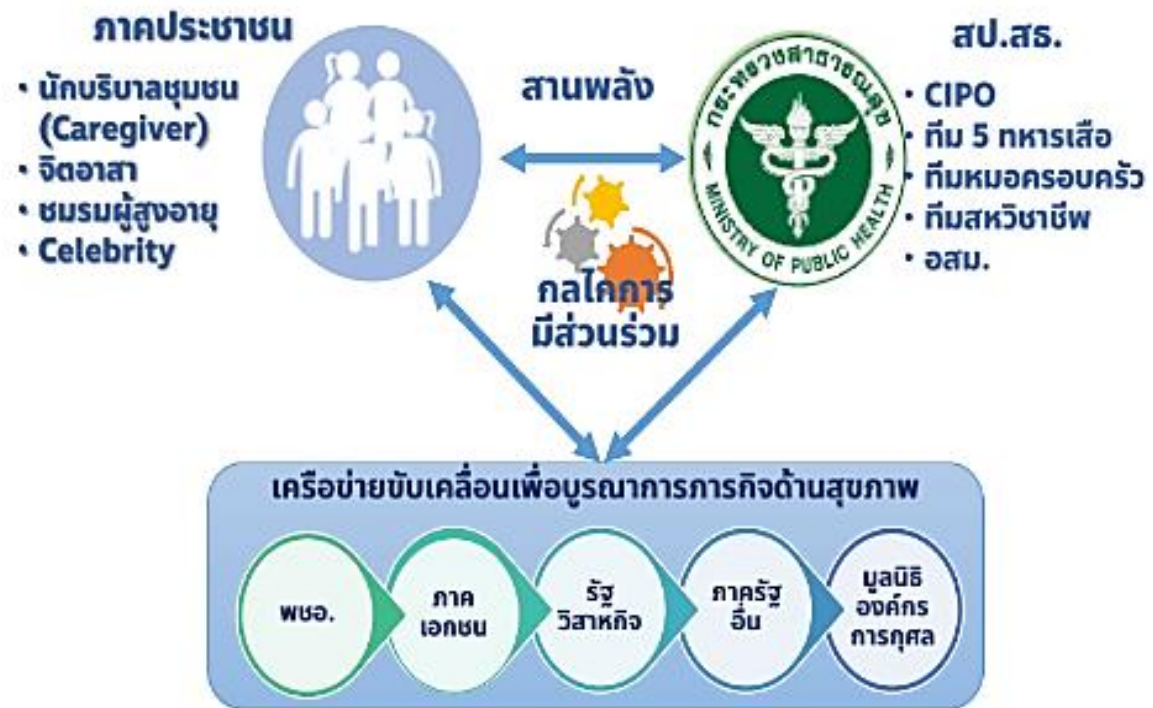 ภาคประชาชน
• นักบริบาลชุมชน
(Caregiver)
• จิตอาสา
• ชมรมผู้สูงอายุ
• Celebrity
สานพลัง
กลไกการ
มีส่วนร่วม
สป.สธ.
กระทรวงสาธารณสุข
MINISTRY OF PUBLIC HEALTH
• CIPO
• ทีม 5 ทหารเสือ
• ทีมหมอครอบครัว
• ทีมสหวิชาชีพ
• อสม.
เครือข่ายขับเคลื่อนเพื่อบูรณาการภารกิจด้านสุขภาพ
พชอ.
ภาค
เอกชน
รัฐ
วิสาหกิจ
ภาครัฐ
อื่น
มูลนิธิ
องค์กร
การกุศล